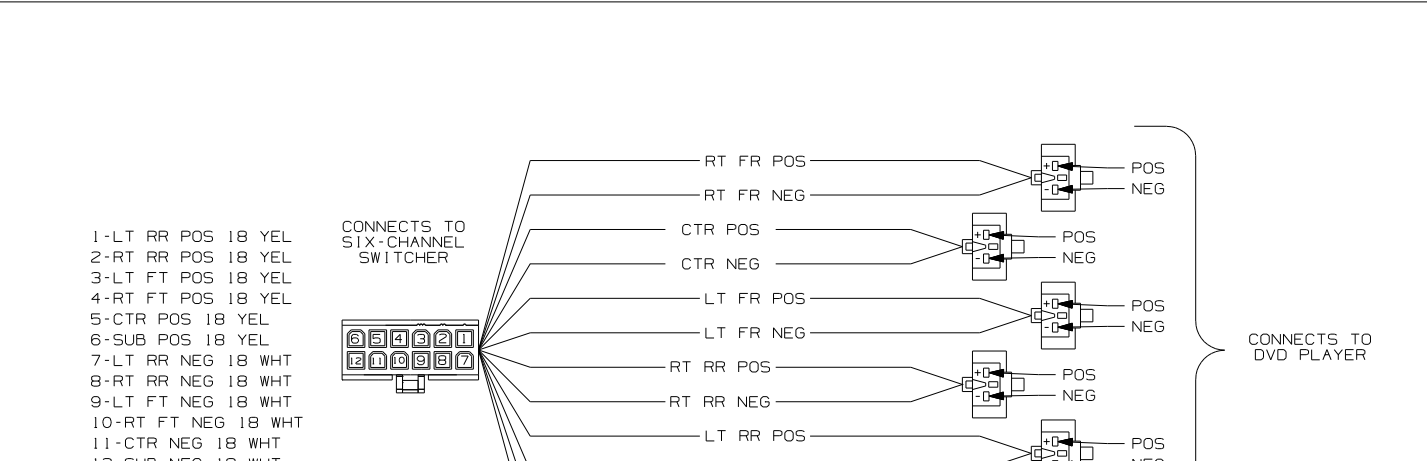 RT FR POS
POS
RT FR NEG
NEG
CONNECTS TO
SIX-CHANNEL
SWITCHER
CTR POS
POS
CTR NEG
NEG
1-LT RR POS 18 YEL
2-RT RR POS 18 YEL
3-LT FT POS 18 YEL
4-RT FT POS 18 YEL
5-CTR POS 18 YEL
6-SUB POS 18 YEL
7-LT RR NEG 18 WHT
8-RT RR NEG 18 WHT
9-LT FT NEG 18 WHT
10-RT FT NEG 18 WHT
11-CTR NEG 18 WHT
12-SUB NEG 18 WHT
6 5 4 3 2 1
12 11 10 9 8 7
LT FR POS
POS
LT FR NEG
NEG
CONNECTS TO
DVD PLAYER
RT RR POS
POS
RT RR NEG
NEG
LT RR POS
POS
NEG
+
-
+
-
+
-
+
-
+
-